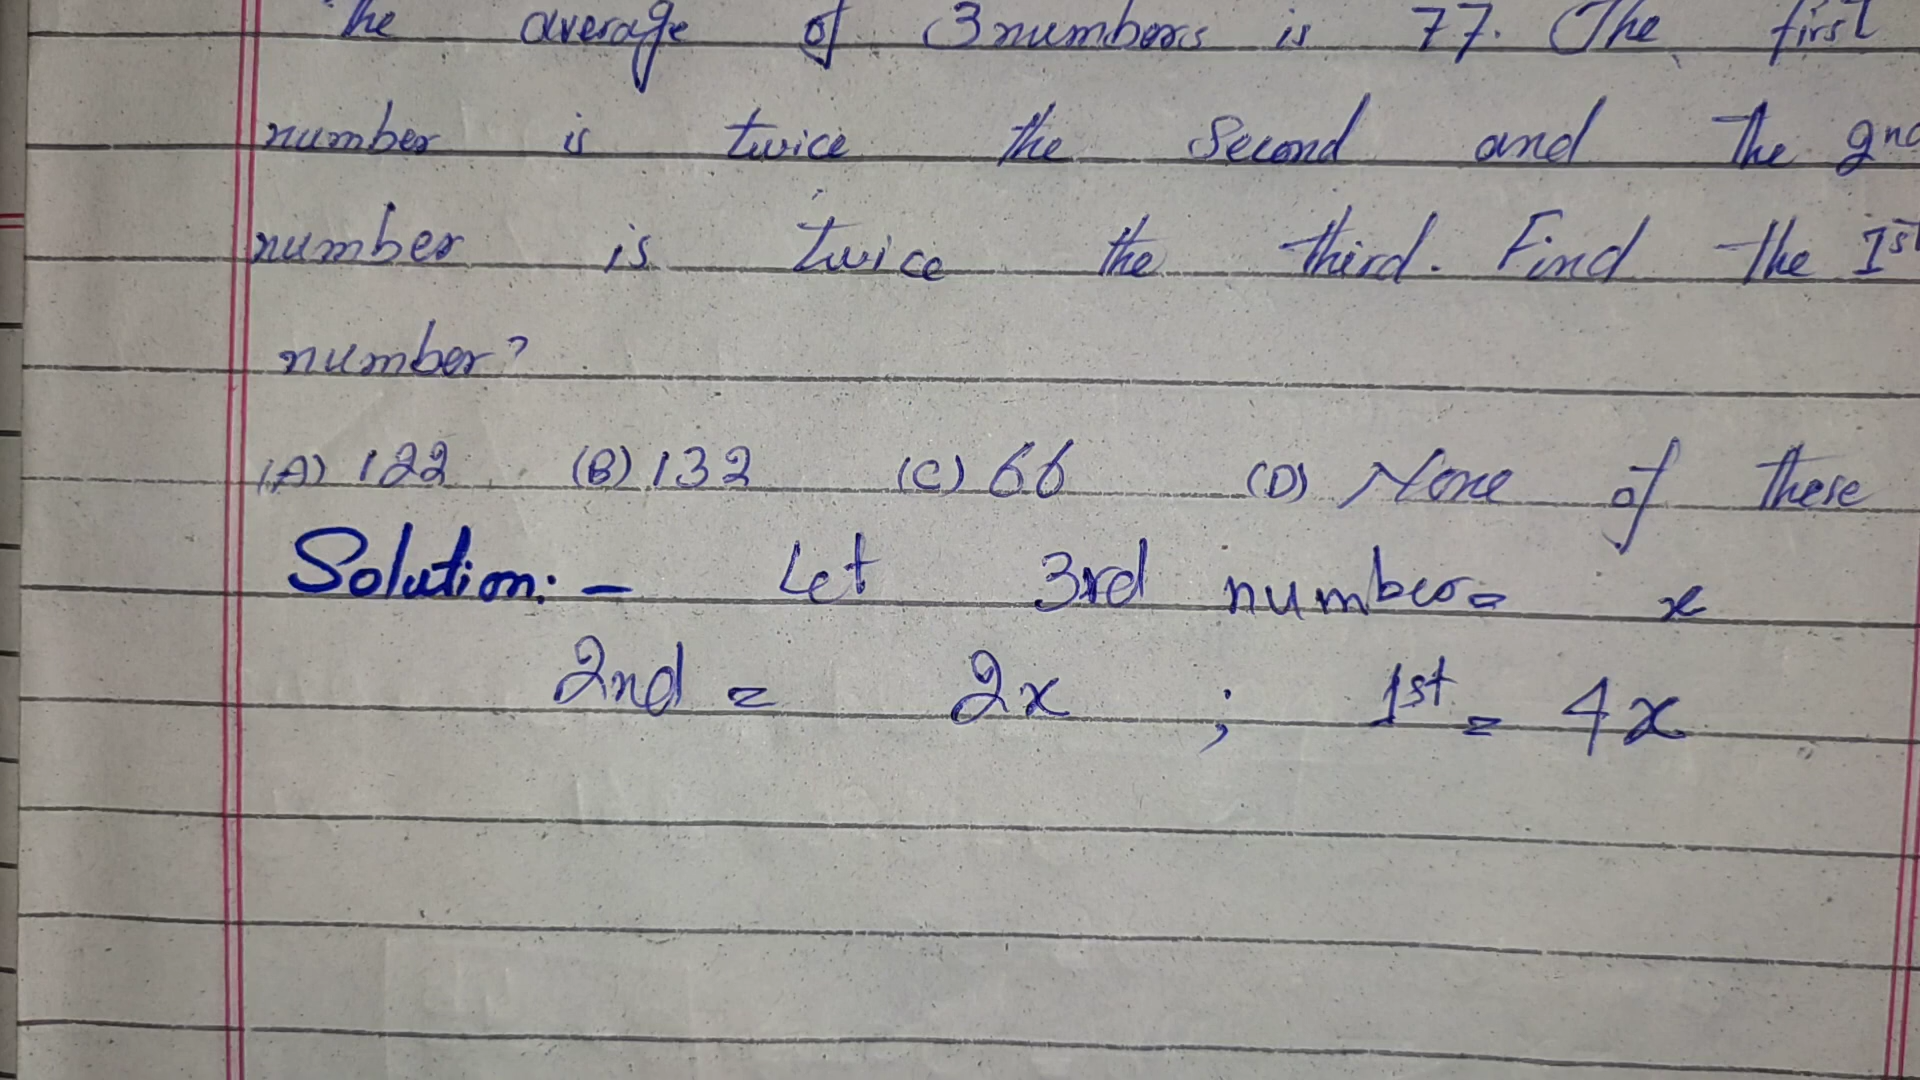 The average of 3 numbers is 77. The first
number is twice the second and the 2nd
number is twice the third. Find the 1st
number?
(A) 122 (B) 132 (C) 66 (D) None of these
Solution:- Let 3rd number = x
2nd = 2x ; 1st = 4x